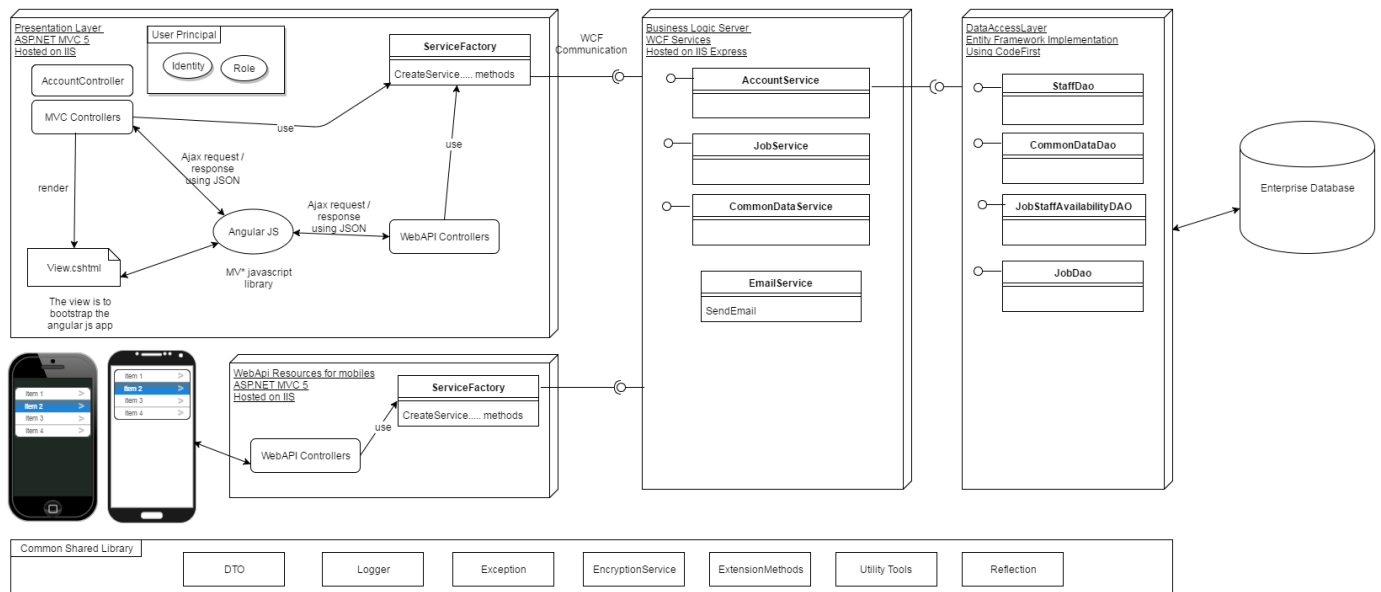 Presentation Layer
ASP.NET MVC 5
Hosted on IIS
User Principal
Identity
Role
AccountController
MVC Controllers
ServiceFactory
CreateService..... methods
use
use
render
Ajax request /
response
using JSON
Ajax request /
response
using JSON
Angular JS
WebAPI Controllers
View.cshtml
MV* javascript
library
The view is to
bootstrap the
angular js app
WCF
Communication
Business Logic Server
WCF Services
Hosted on IIS Express
AccountService
JobService
CommonDataService
EmailService
SendEmail
DataAccessLayer
Entity Framework Implementation
Using CodeFirst
StaffDao
CommonDataDao
JobStaffAvailabilityDAO
JobDao
Enterprise Database
Item 1 >
Item 2 >
Item 3 >
Item 4 >
Item 1 >
Item 2 >
Item 3 >
Item 4 >
WebApi Resources for mobiles
ASP.NET MVC 5
Hosted on IIS
ServiceFactory
CreateService..... methods
use
WebAPI Controllers
Common Shared Library
DTO
Logger
Exception
EncryptionService
ExtensionMethods
Utility Tools
Reflection